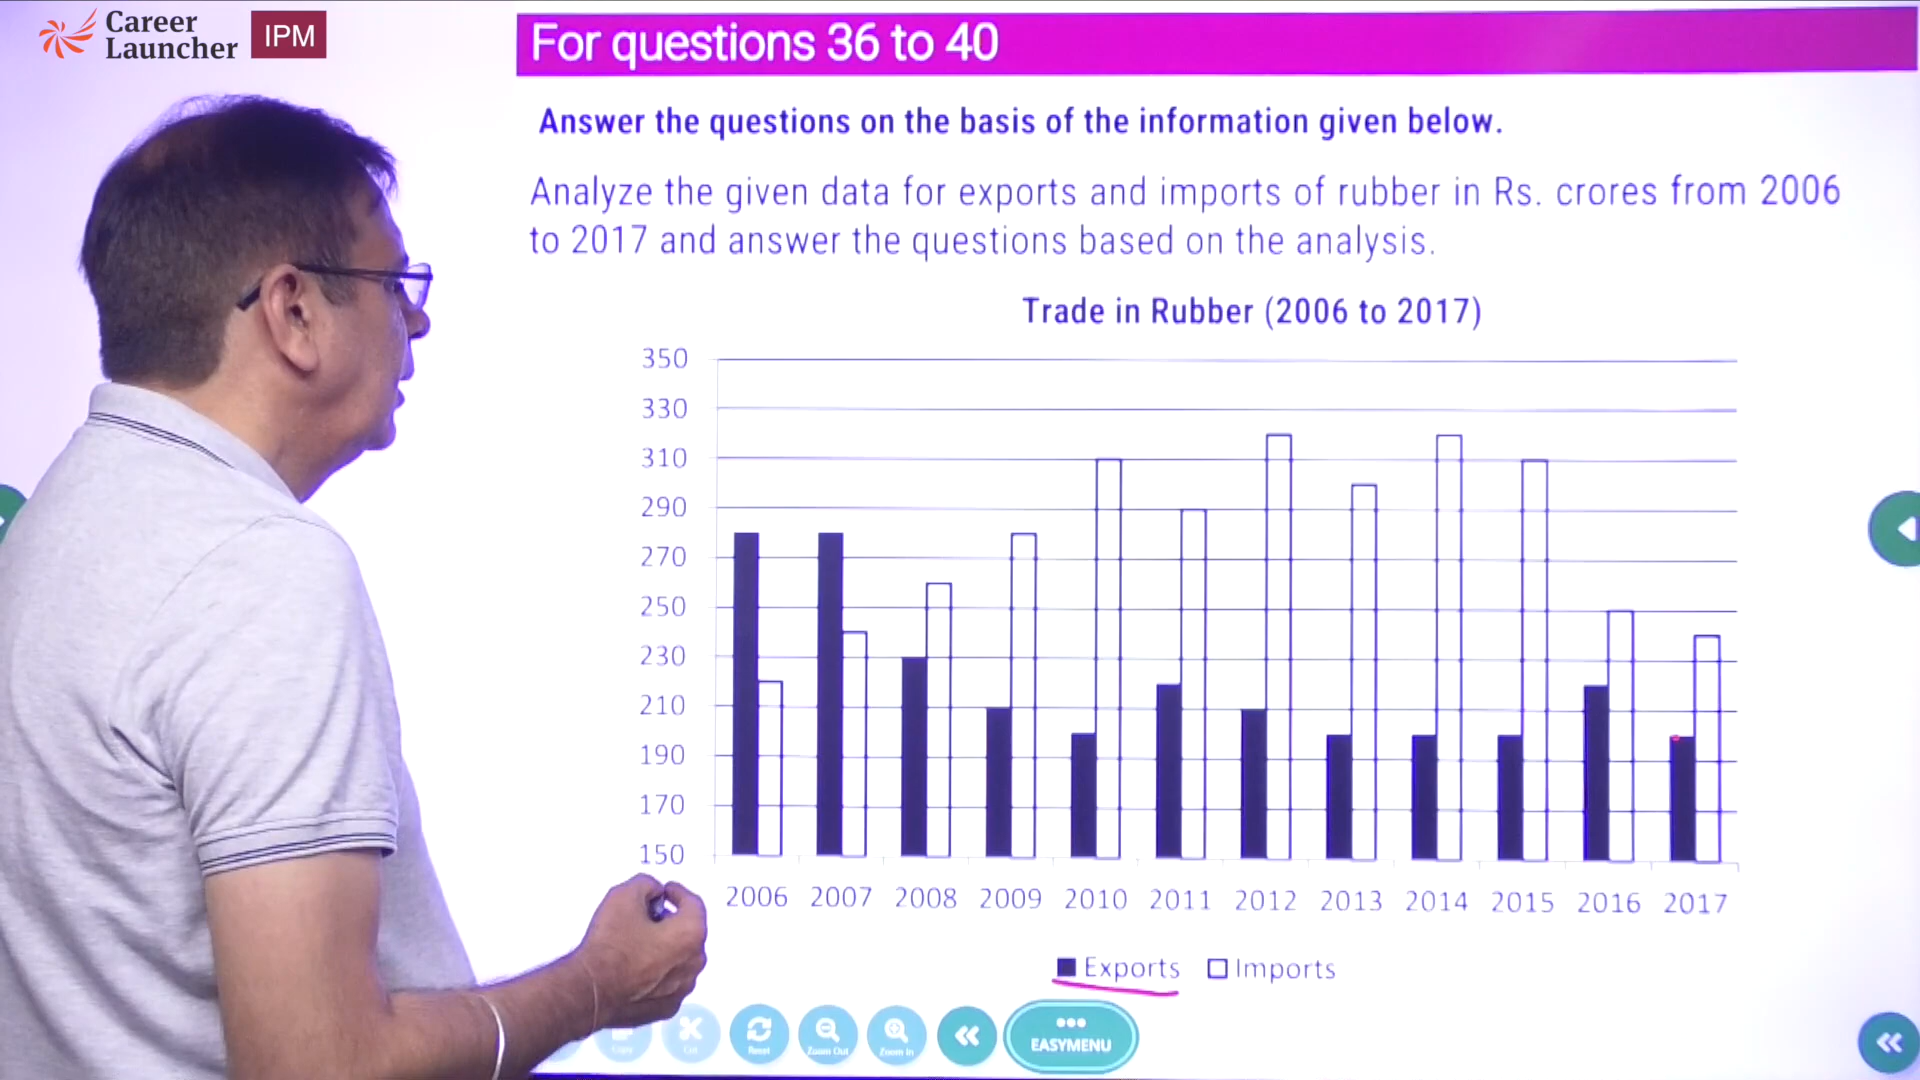 Career
Launcher
IPM
For questions 36 to 40
Answer the questions on the basis of the information given below.
Analyze the given data for exports and imports of rubber in Rs. crores from 2006
to 2017 and answer the questions based on the analysis.
Trade in Rubber (2006 to 2017)
350
330
310
290
270
250
230
210
190
170
150
2006 2007 2008 2009 2010 2011 2012 2013 2014 2015 2016 2017
Exports Imports
Copy
Cut
Reset
Zoom Out
Zoom In
EASYMENU